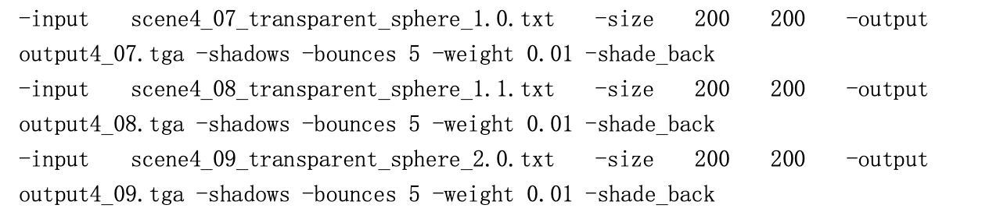 -input scene4_07_transparent_sphere_1.0.txt -size 200 200 -output
output4_07.tga -shadows -bounces 5 -weight 0.01 -shade_back
-input scene4_08_transparent_sphere_1.1.txt -size 200 200 -output
output4_08.tga -shadows -bounces 5 -weight 0.01 -shade_back
-input scene4_09_transparent_sphere_2.0.txt -size 200 200 -output
output4_09.tga -shadows -bounces 5 -weight 0.01 -shade_back